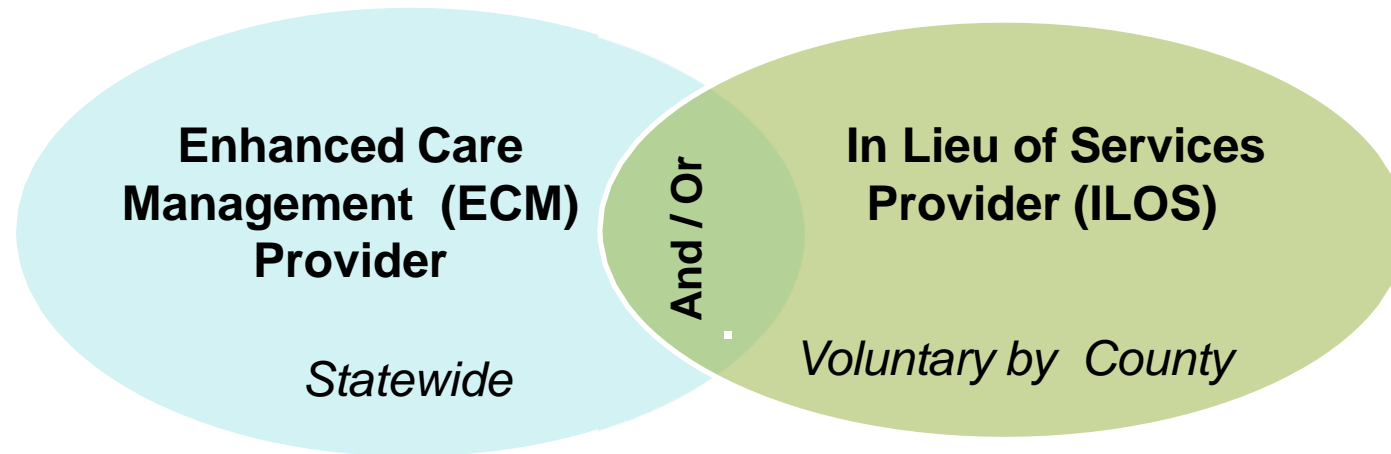 Enhanced Care
Management (ECM)
Provider
Statewide
And / Or
In Lieu of Services
Provider (ILOS)
Voluntary by County